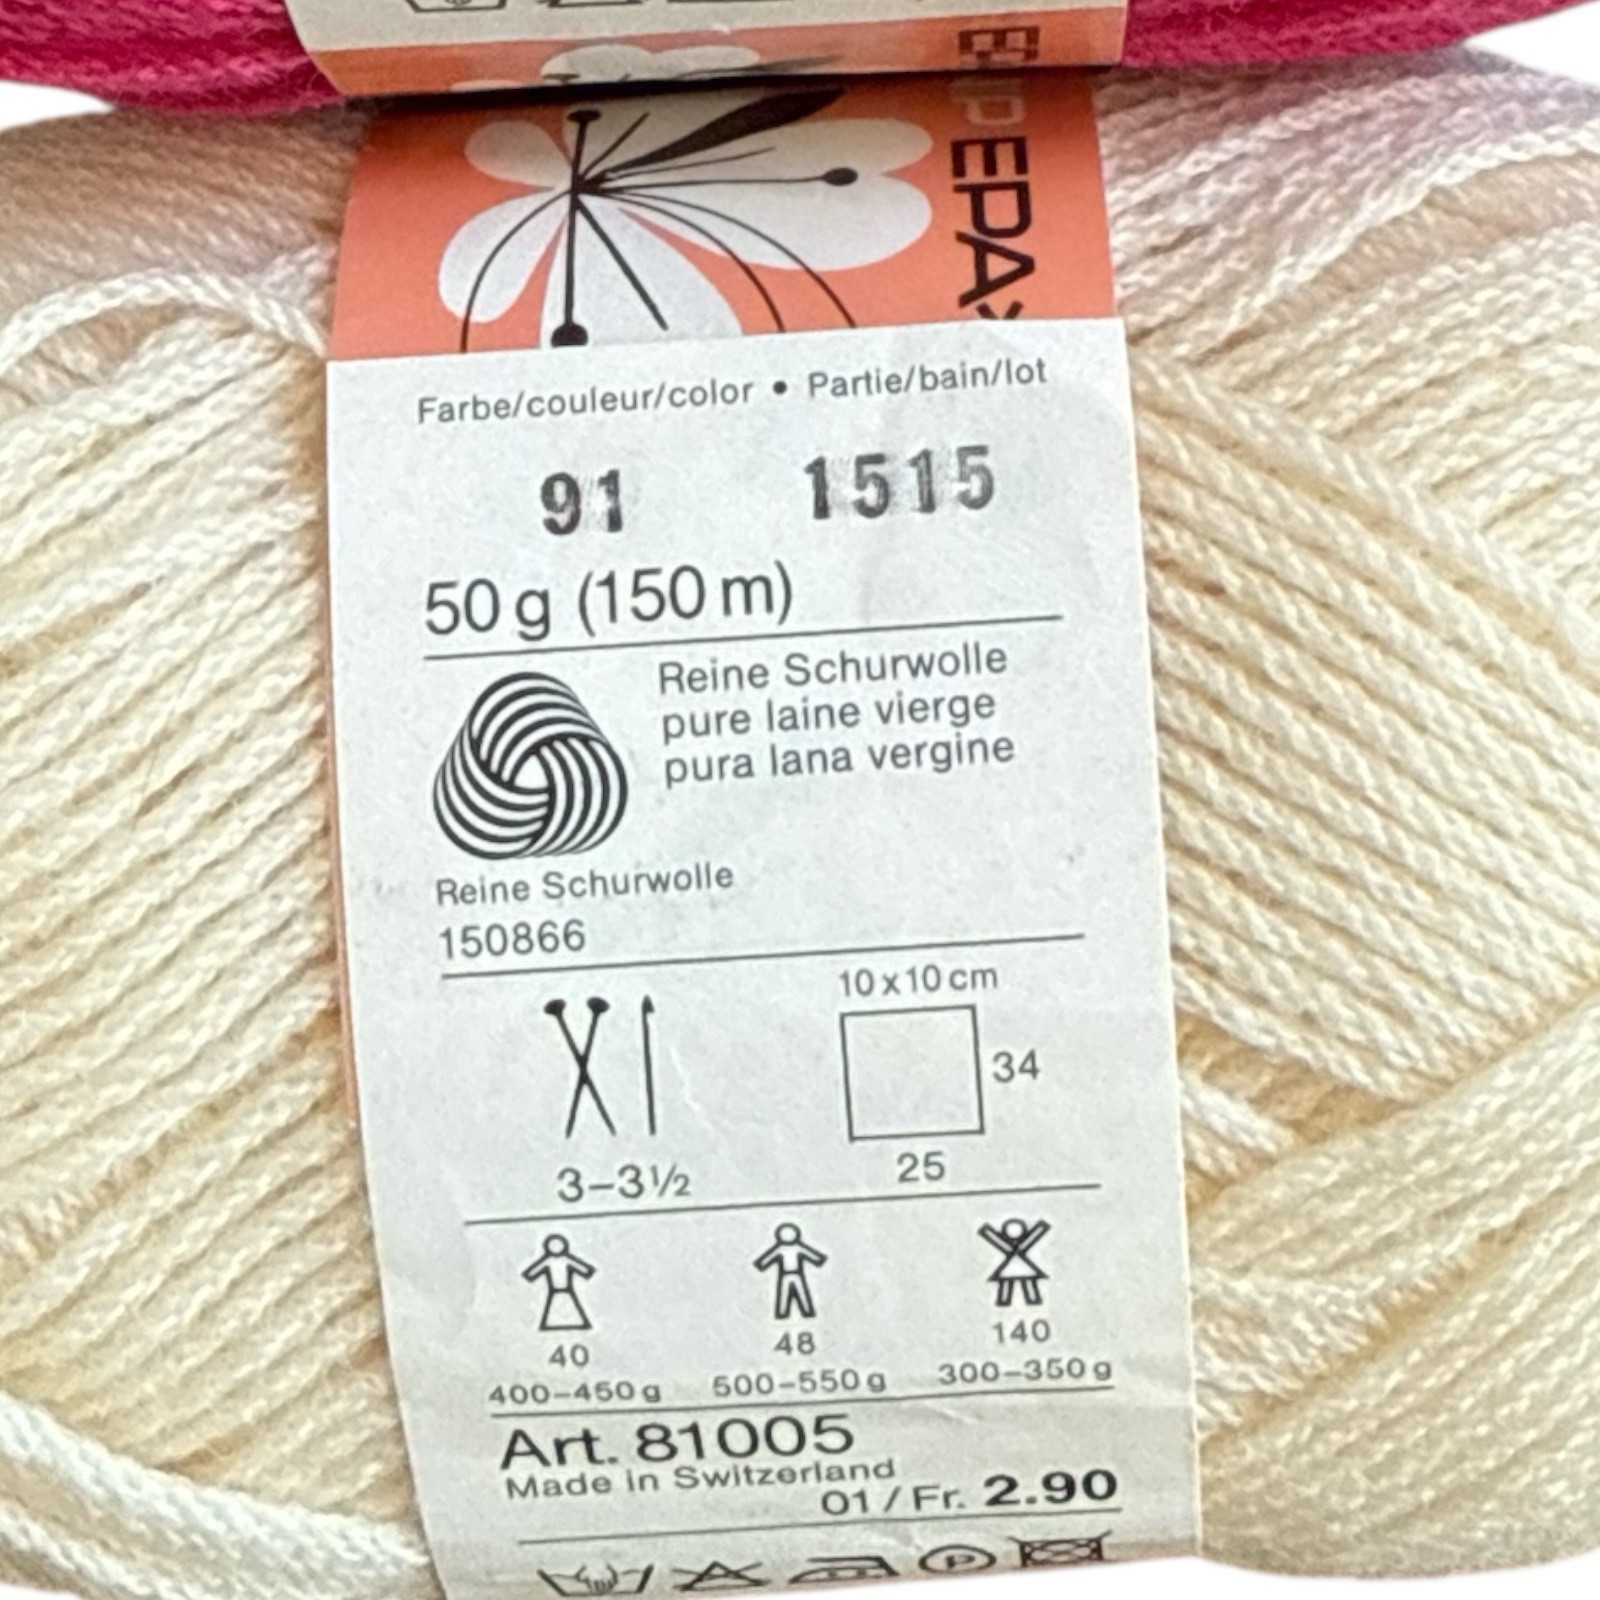 EPA
Farbe/couleur/color • Partie/bain/lot
91 1515
50 g (150 m)
Reine Schurwolle
pure laine vierge
pura lana vergine
Reine Schurwolle
150866
10 x 10 cm
34
3–3½ 25
40 48 140
400–450 g 500–550 g 300–350 g
Art. 81005
Made in Switzerland
01 / Fr. 2.90
P